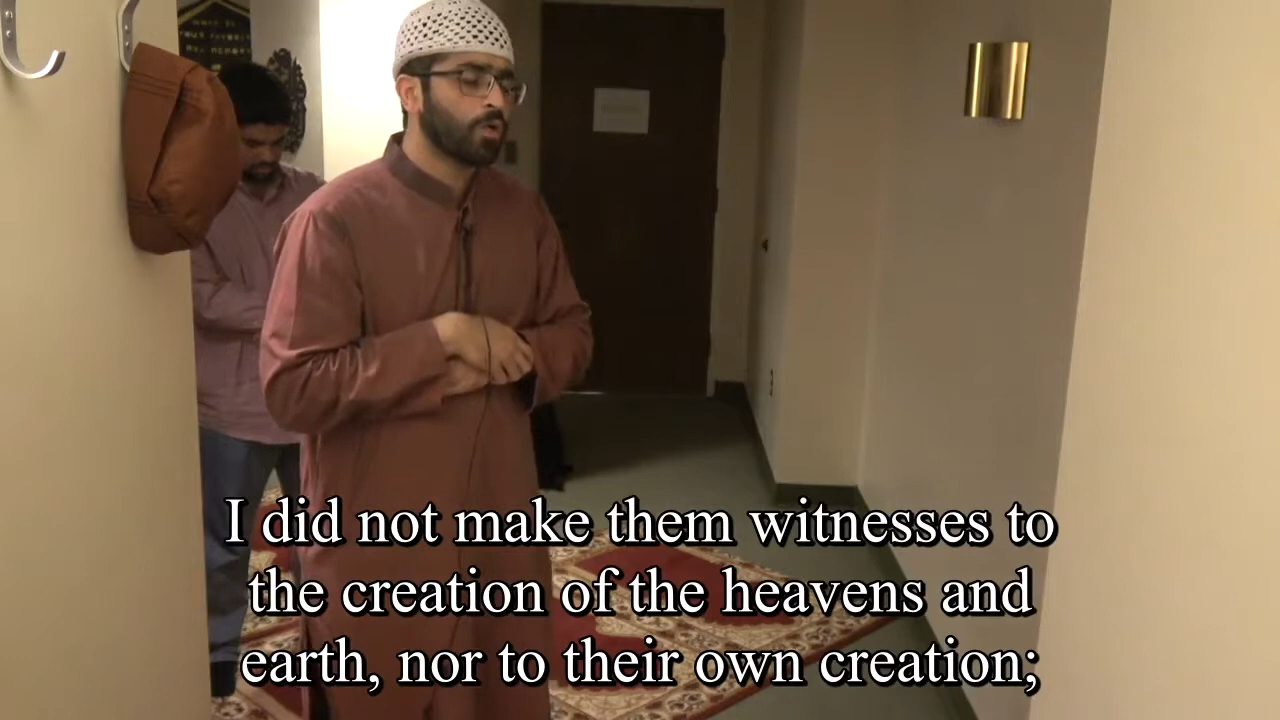 I did not make them witnesses to
the creation of the heavens and
earth, nor to their own creation;